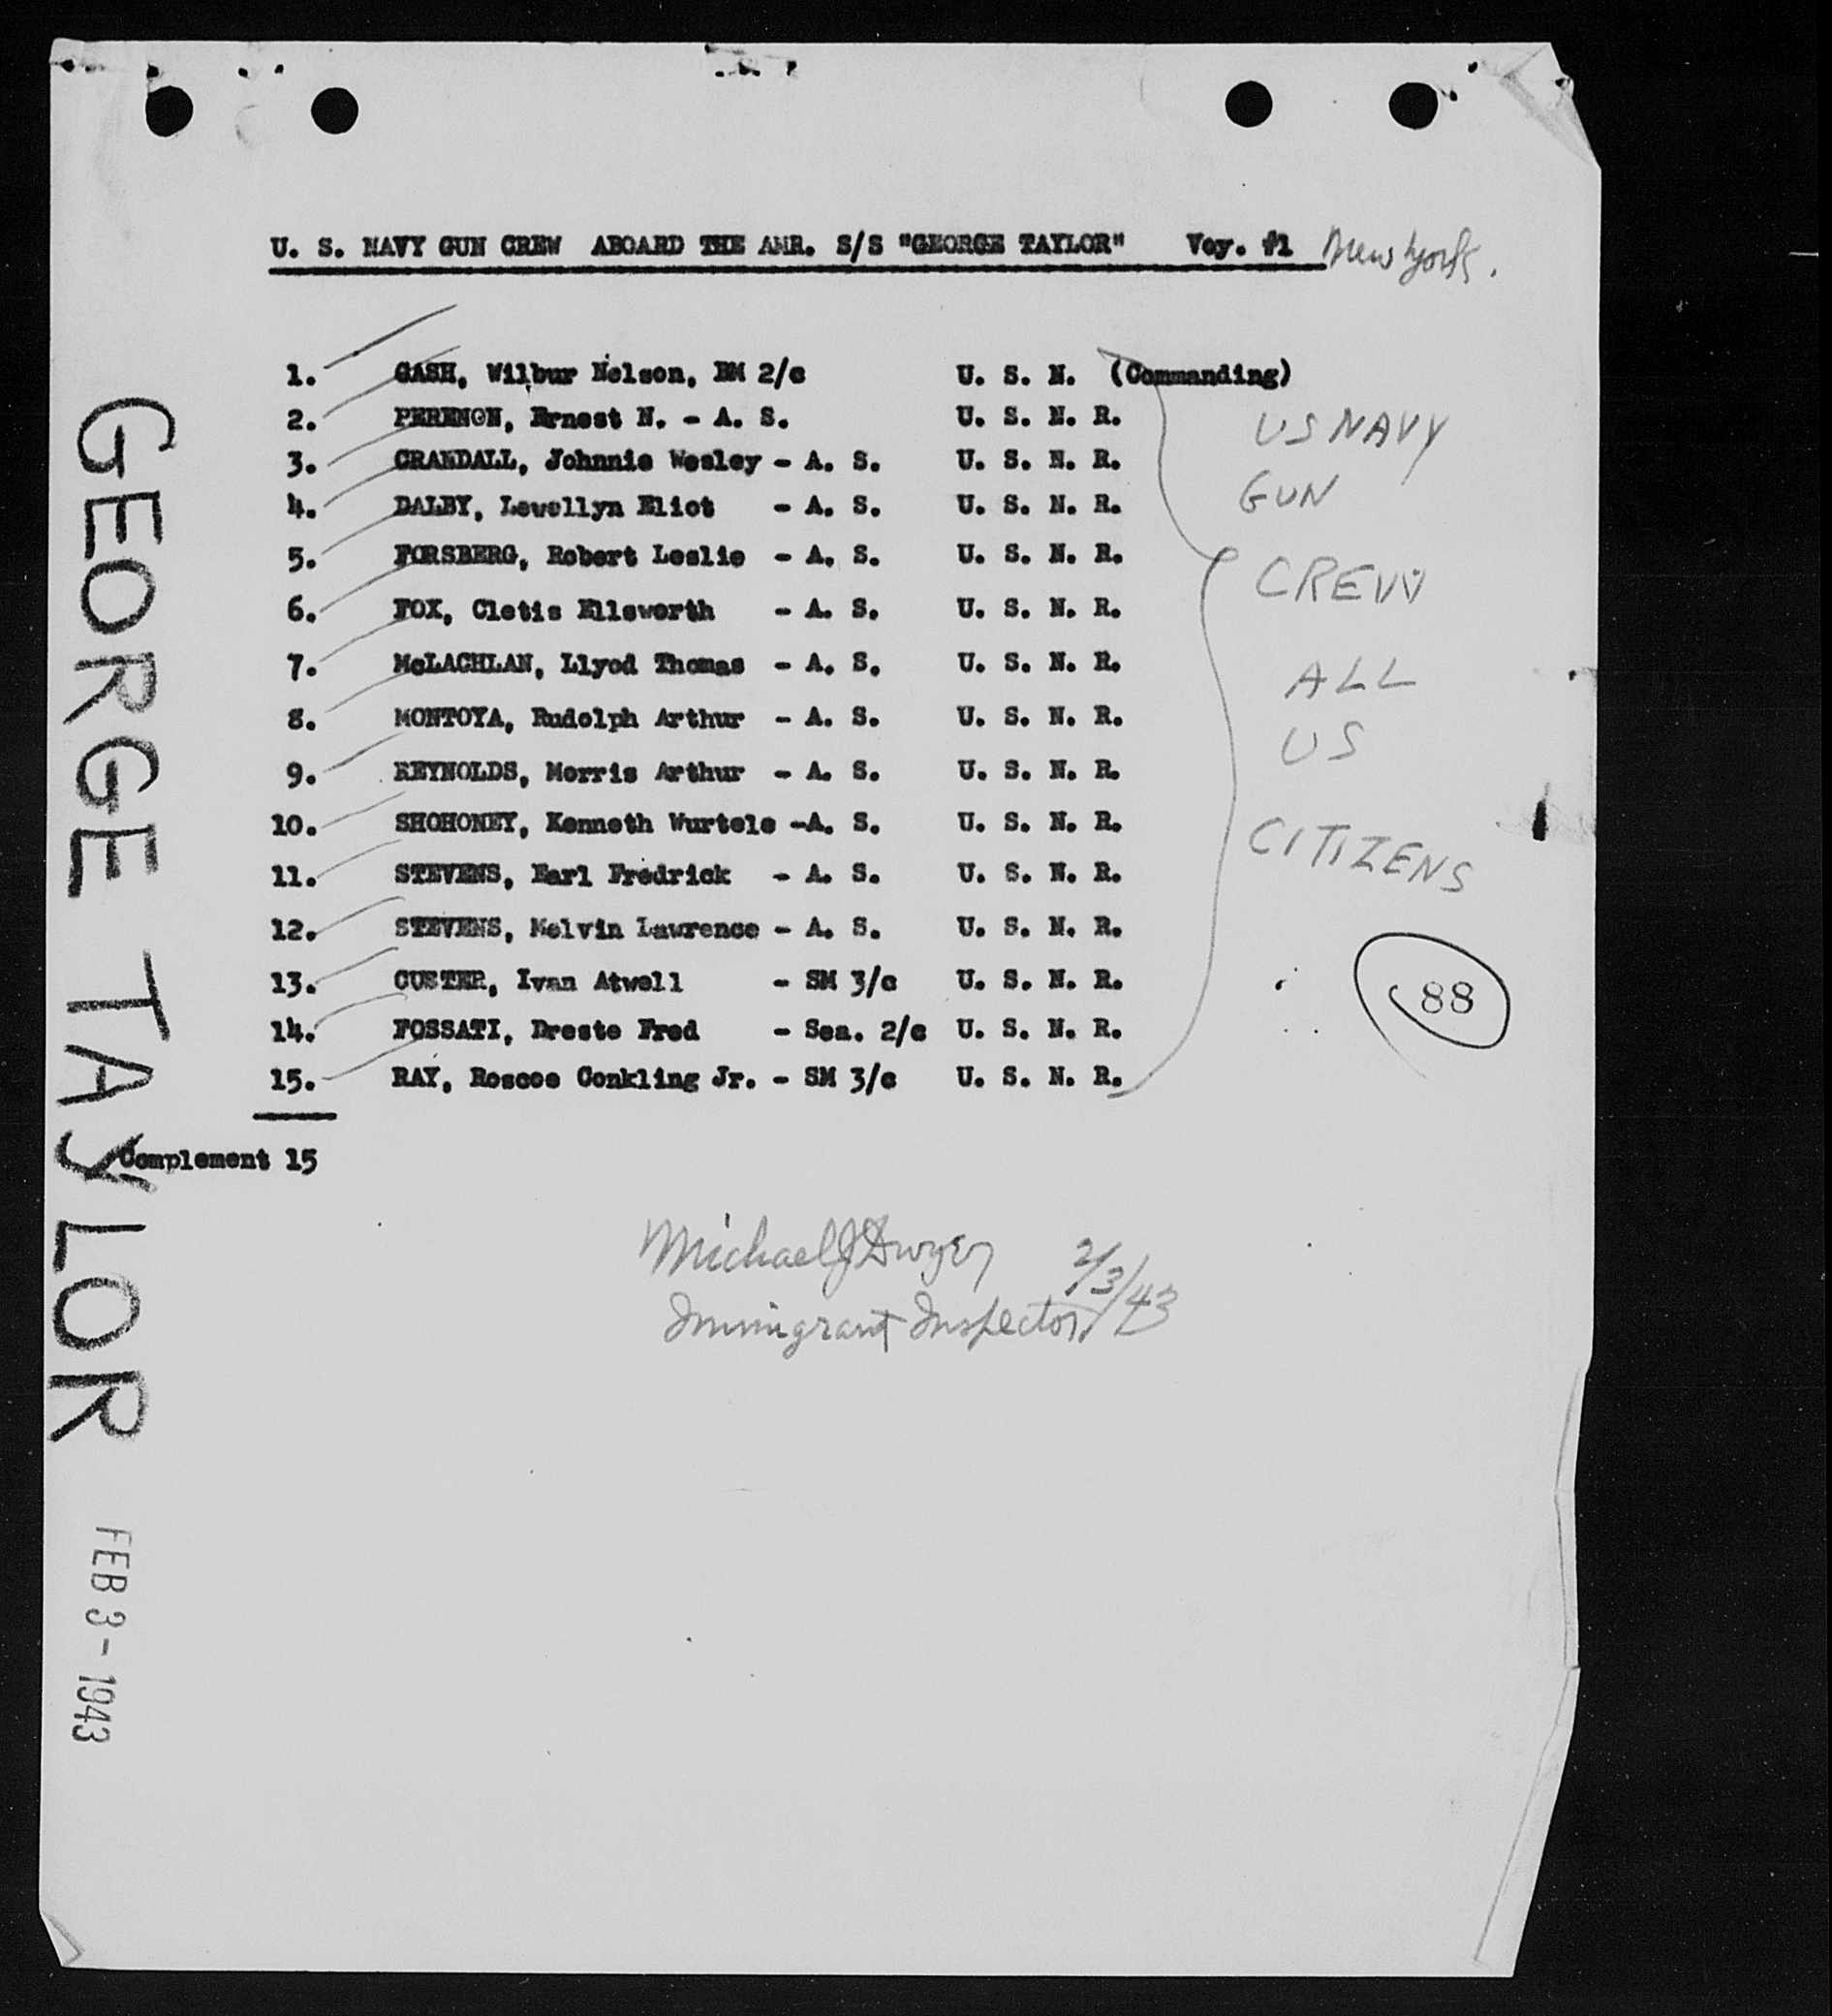 U. S. NAVY GUN CREW ABOARD THE AMR. S/S "GEORGE TAYLOR" Voy. #1 New York.
1. GASH, Wilbur Nelson, BM 2/c U. S. N. (Commanding)
2. PERENON, Ernest N. - A. S. U. S. N. R.
3. CRANDALL, Johnnie Wesley - A. S. U. S. N. R.
4. DALBY, Lewellyn Eliot - A. S. U. S. N. R.
5. FORSBERG, Robert Leslie - A. S. U. S. N. R.
6. FOX, Cletis Ellsworth - A. S. U. S. N. R.
7. McLACHLAN, Llyod Thomas - A. S. U. S. N. R.
8. MONTOYA, Rudolph Arthur - A. S. U. S. N. R.
9. REYNOLDS, Morris Arthur - A. S. U. S. N. R.
10. SHOHONEY, Kenneth Wurtele -A. S. U. S. N. R.
11. STEVENS, Earl Fredrick - A. S. U. S. N. R.
12. STEVENS, Melvin Lawrence - A. S. U. S. N. R.
13. CUSTER, Ivan Atwell - SM 3/c U. S. N. R.
14. FOSSATI, Dreste Fred - Sea. 2/c U. S. N. R.
15. RAY, Roscoe Conkling Jr. - SM 3/c U. S. N. R.
Complement 15
US NAVY
GUN
CREW
ALL
US
CITIZENS
88
Michael J Dwyer 2/3/43
Immigrant Inspector
GEORGE TAYLOR
FEB 3 - 1943